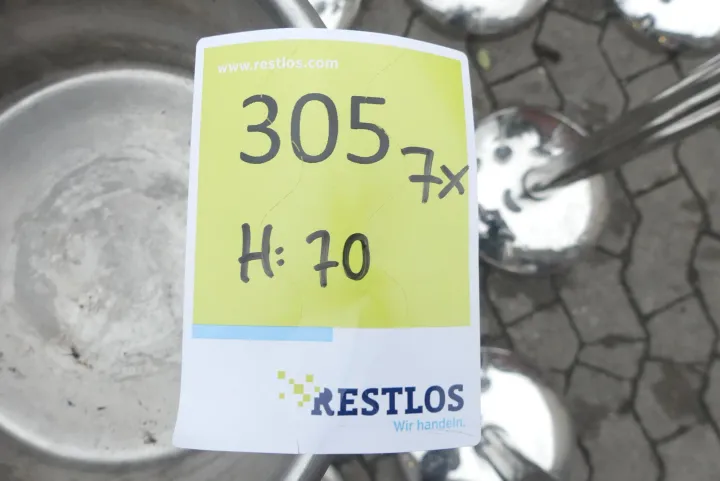 www.restlos.com
305
7x
H: 70
RESTLOS
Wir handeln.